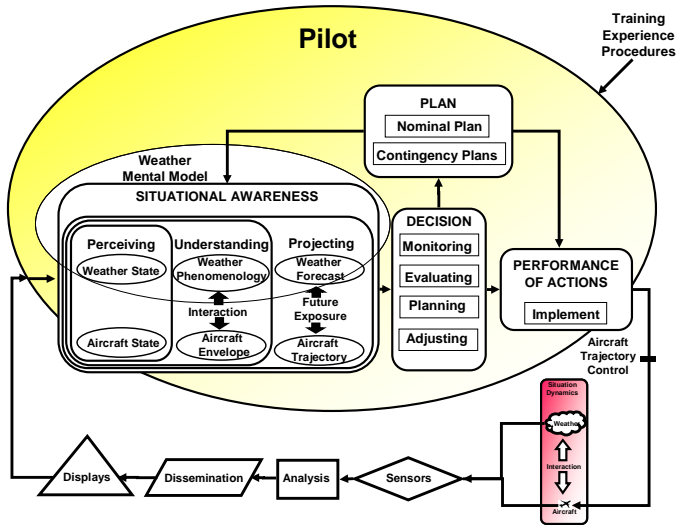 Pilot
Training
Experience
Procedures
PLAN
Nominal Plan
Contingency Plans
Weather
Mental Model
SITUATIONAL AWARENESS
Perceiving
Weather State
Aircraft State
Understanding
Weather
Phenomenology
Interaction
Aircraft
Envelope
Projecting
Weather
Forecast
Future
Exposure
Aircraft
Trajectory
DECISION
Monitoring
Evaluating
Planning
Adjusting
PERFORMANCE
OF ACTIONS
Implement
Aircraft
Trajectory
Control
Situation
Dynamics
Weather
Interaction
Aircraft
Displays
Dissemination
Analysis
Sensors